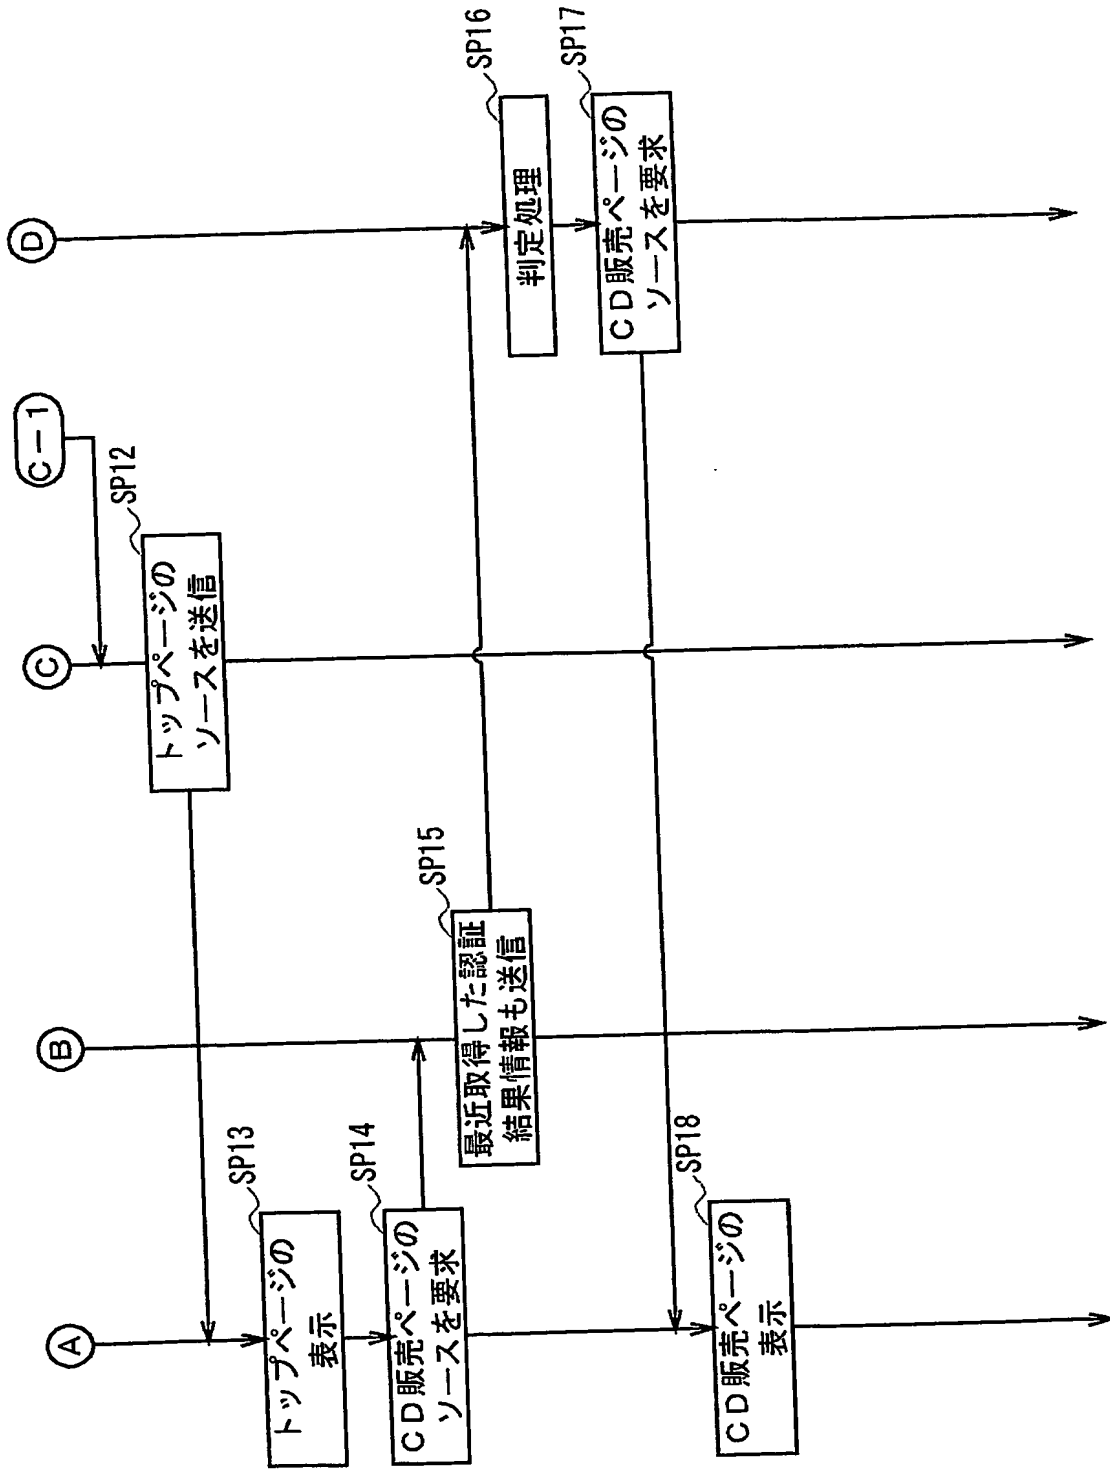 A
B
C
D
C－1
SP12
トップページの
ソースを送信
SP13
トップページの
表示
SP14
CD販売ページの
ソースを要求
SP15
最近取得した認証
結果情報も送信
SP16
判定処理
SP17
CD販売ページの
ソースを要求
SP18
CD販売ページの
表示